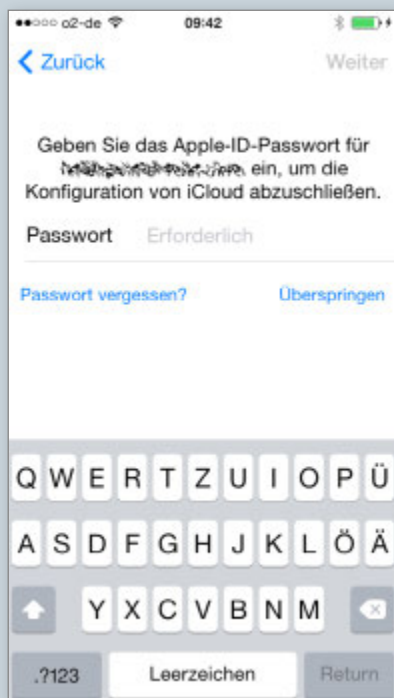 o2-de 09:42
Zurück Weiter
Geben Sie das Apple-ID-Passwort für
ein, um die
Konfiguration von iCloud abzuschließen.
Passwort Erforderlich
Passwort vergessen? Überspringen
Q W E R T Z U I O P Ü
A S D F G H J K L Ö Ä
Y X C V B N M
.?123 Leerzeichen Return